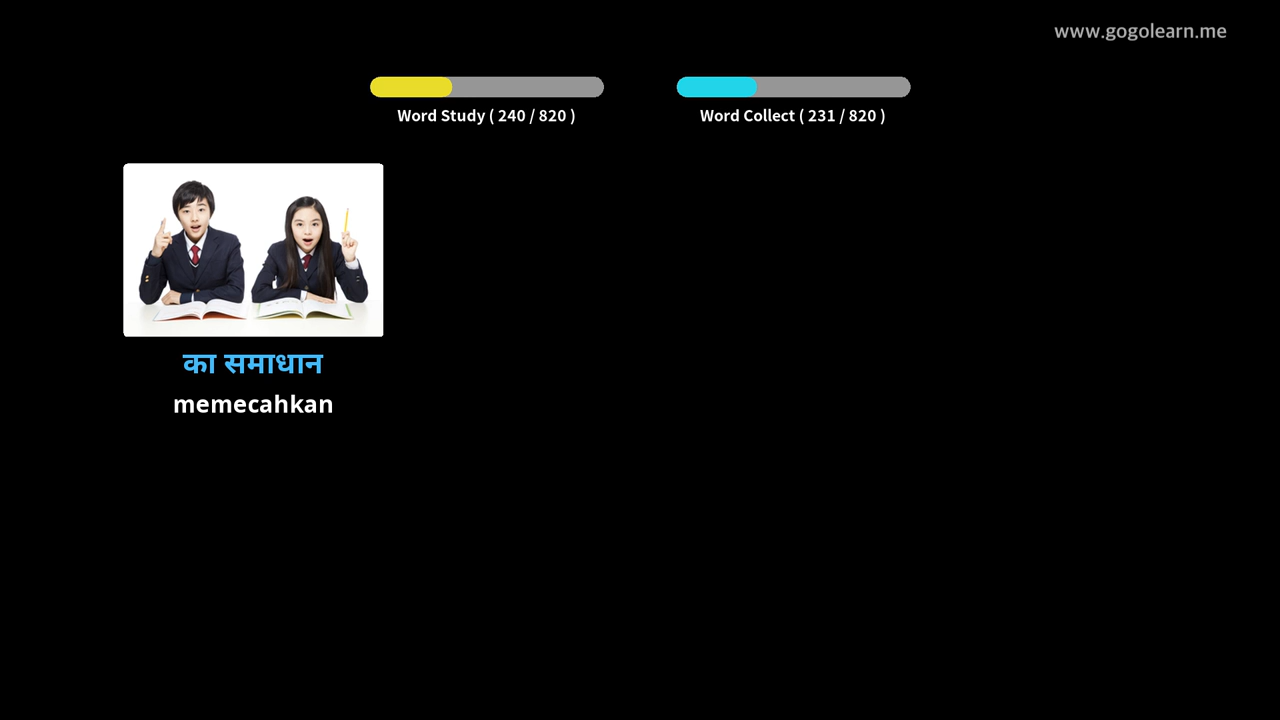 www.gogolearn.me
Word Study ( 240 / 820 )
Word Collect ( 231 / 820 )
का समाधान
memecahkan